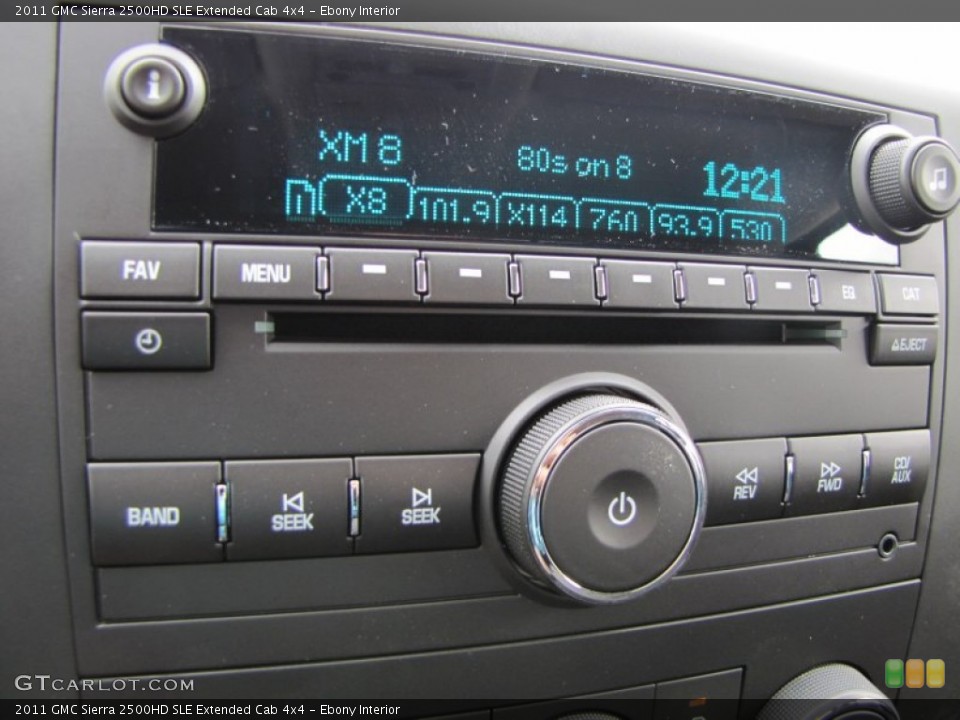 2011 GMC Sierra 2500HD SLE Extended Cab 4x4 - Ebony Interior
i
XM 8 80s on 8 12:21
X8 101.9 X114 760 93.9 530
FAV MENU EQ CAT
EJECT
BAND SEEK SEEK REV FWD CD/AUX
GTCARLOT.COM
2011 GMC Sierra 2500HD SLE Extended Cab 4x4 - Ebony Interior